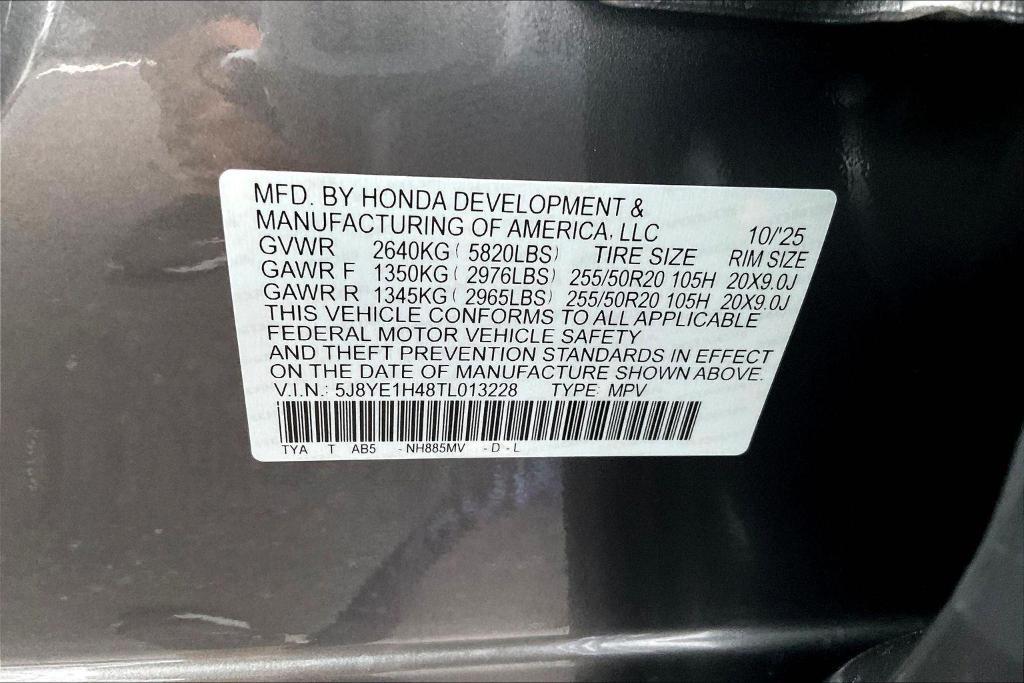 MFD. BY HONDA DEVELOPMENT &
MANUFACTURING OF AMERICA, LLC 10/'25
GVWR 2640KG ( 5820LBS) TIRE SIZE RIM SIZE
GAWR F 1350KG ( 2976LBS) 255/50R20 105H 20X9.0J
GAWR R 1345KG ( 2965LBS) 255/50R20 105H 20X9.0J
THIS VEHICLE CONFORMS TO ALL APPLICABLE
FEDERAL MOTOR VEHICLE SAFETY
AND THEFT PREVENTION STANDARDS IN EFFECT
ON THE DATE OF MANUFACTURE SHOWN ABOVE.
V.I.N.: 5J8YE1H48TL013228 TYPE: MPV
TYA T AB5 - NH885MV - D - L